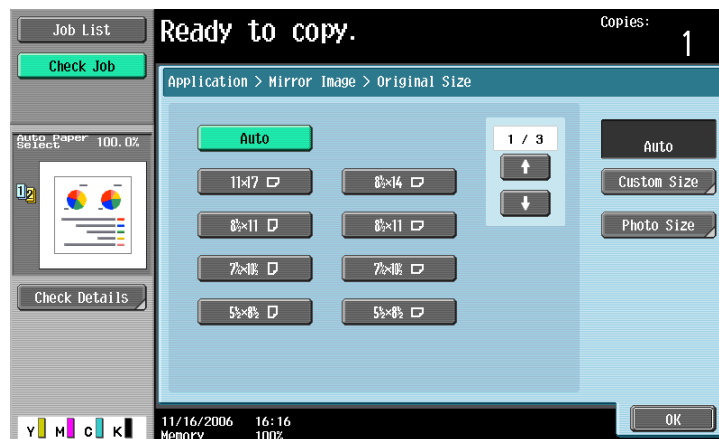 Job List
Ready to copy.
Copies:
1
Check Job
Application > Mirror Image > Original Size
Auto Paper
Select 100.0%
1 2
Auto
1 / 3
Auto
11×17
8½×14
Custom Size
8½×11
8½×11
Photo Size
7¼×10½
7¼×10½
5½×8½
5½×8½
Check Details
OK
11/16/2006 16:16
Memory 100%
Y M C K